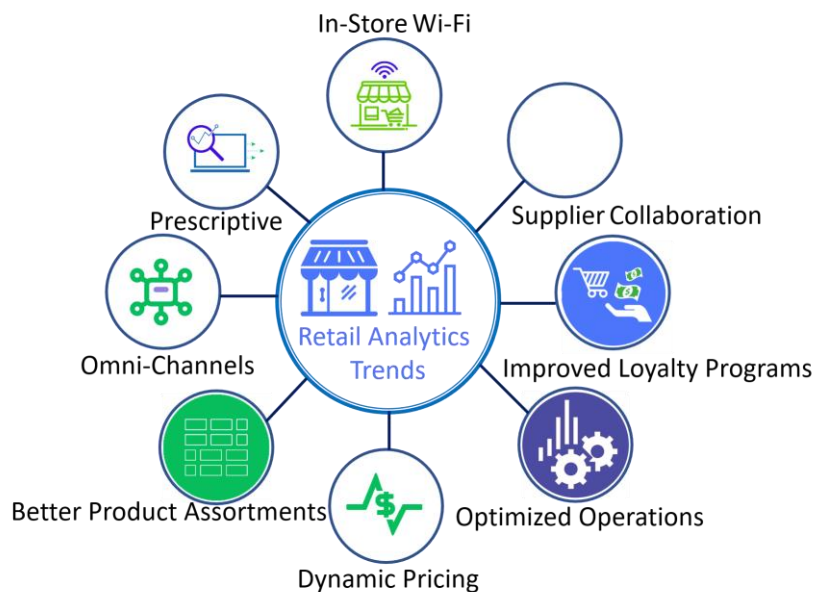 In-Store Wi-Fi
Prescriptive
Supplier Collaboration
Retail Analytics
Trends
Omni-Channels
Improved Loyalty Programs
Better Product Assortments
Optimized Operations
$
Dynamic Pricing